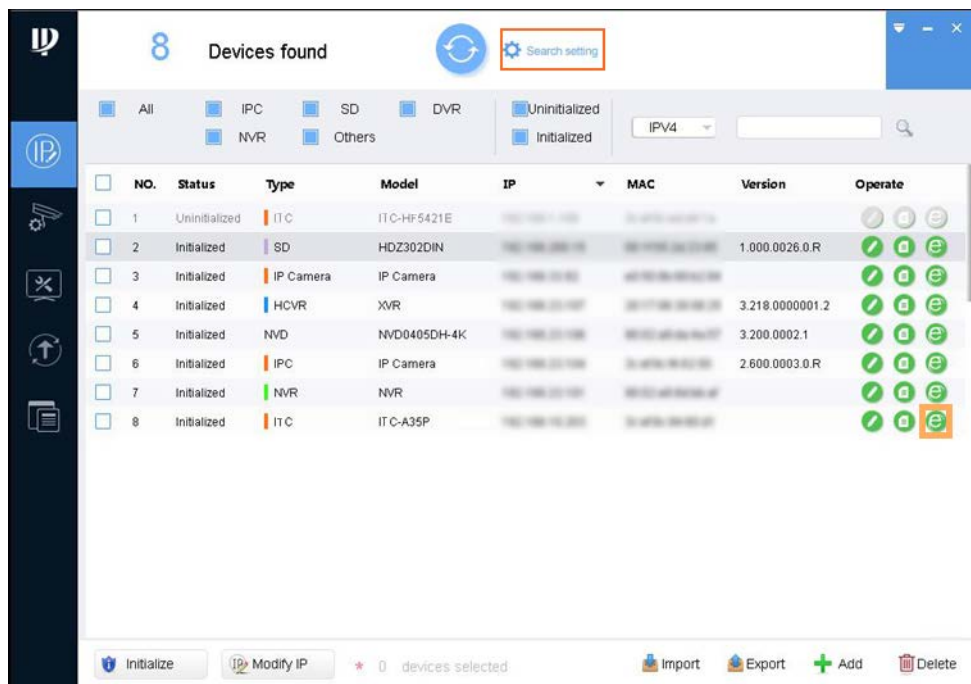 8 Devices found Search setting
All IPC SD DVR Uninitialized
NVR Others Initialized IPV4
NO. Status Type Model IP MAC Version Operate
1 Uninitialized ITC ITC-HF5421E
2 Initialized SD HDZ302DIN 1.000.0026.0.R
3 Initialized IP Camera IP Camera
4 Initialized HCVR XVR 3.218.0000001.2
5 Initialized NVD NVD0405DH-4K 3.200.0002.1
6 Initialized IPC IP Camera 2.600.0003.0.R
7 Initialized NVR NVR
8 Initialized ITC ITC-A35P
Initialize IP Modify IP * 0 devices selected Import Export Add Delete